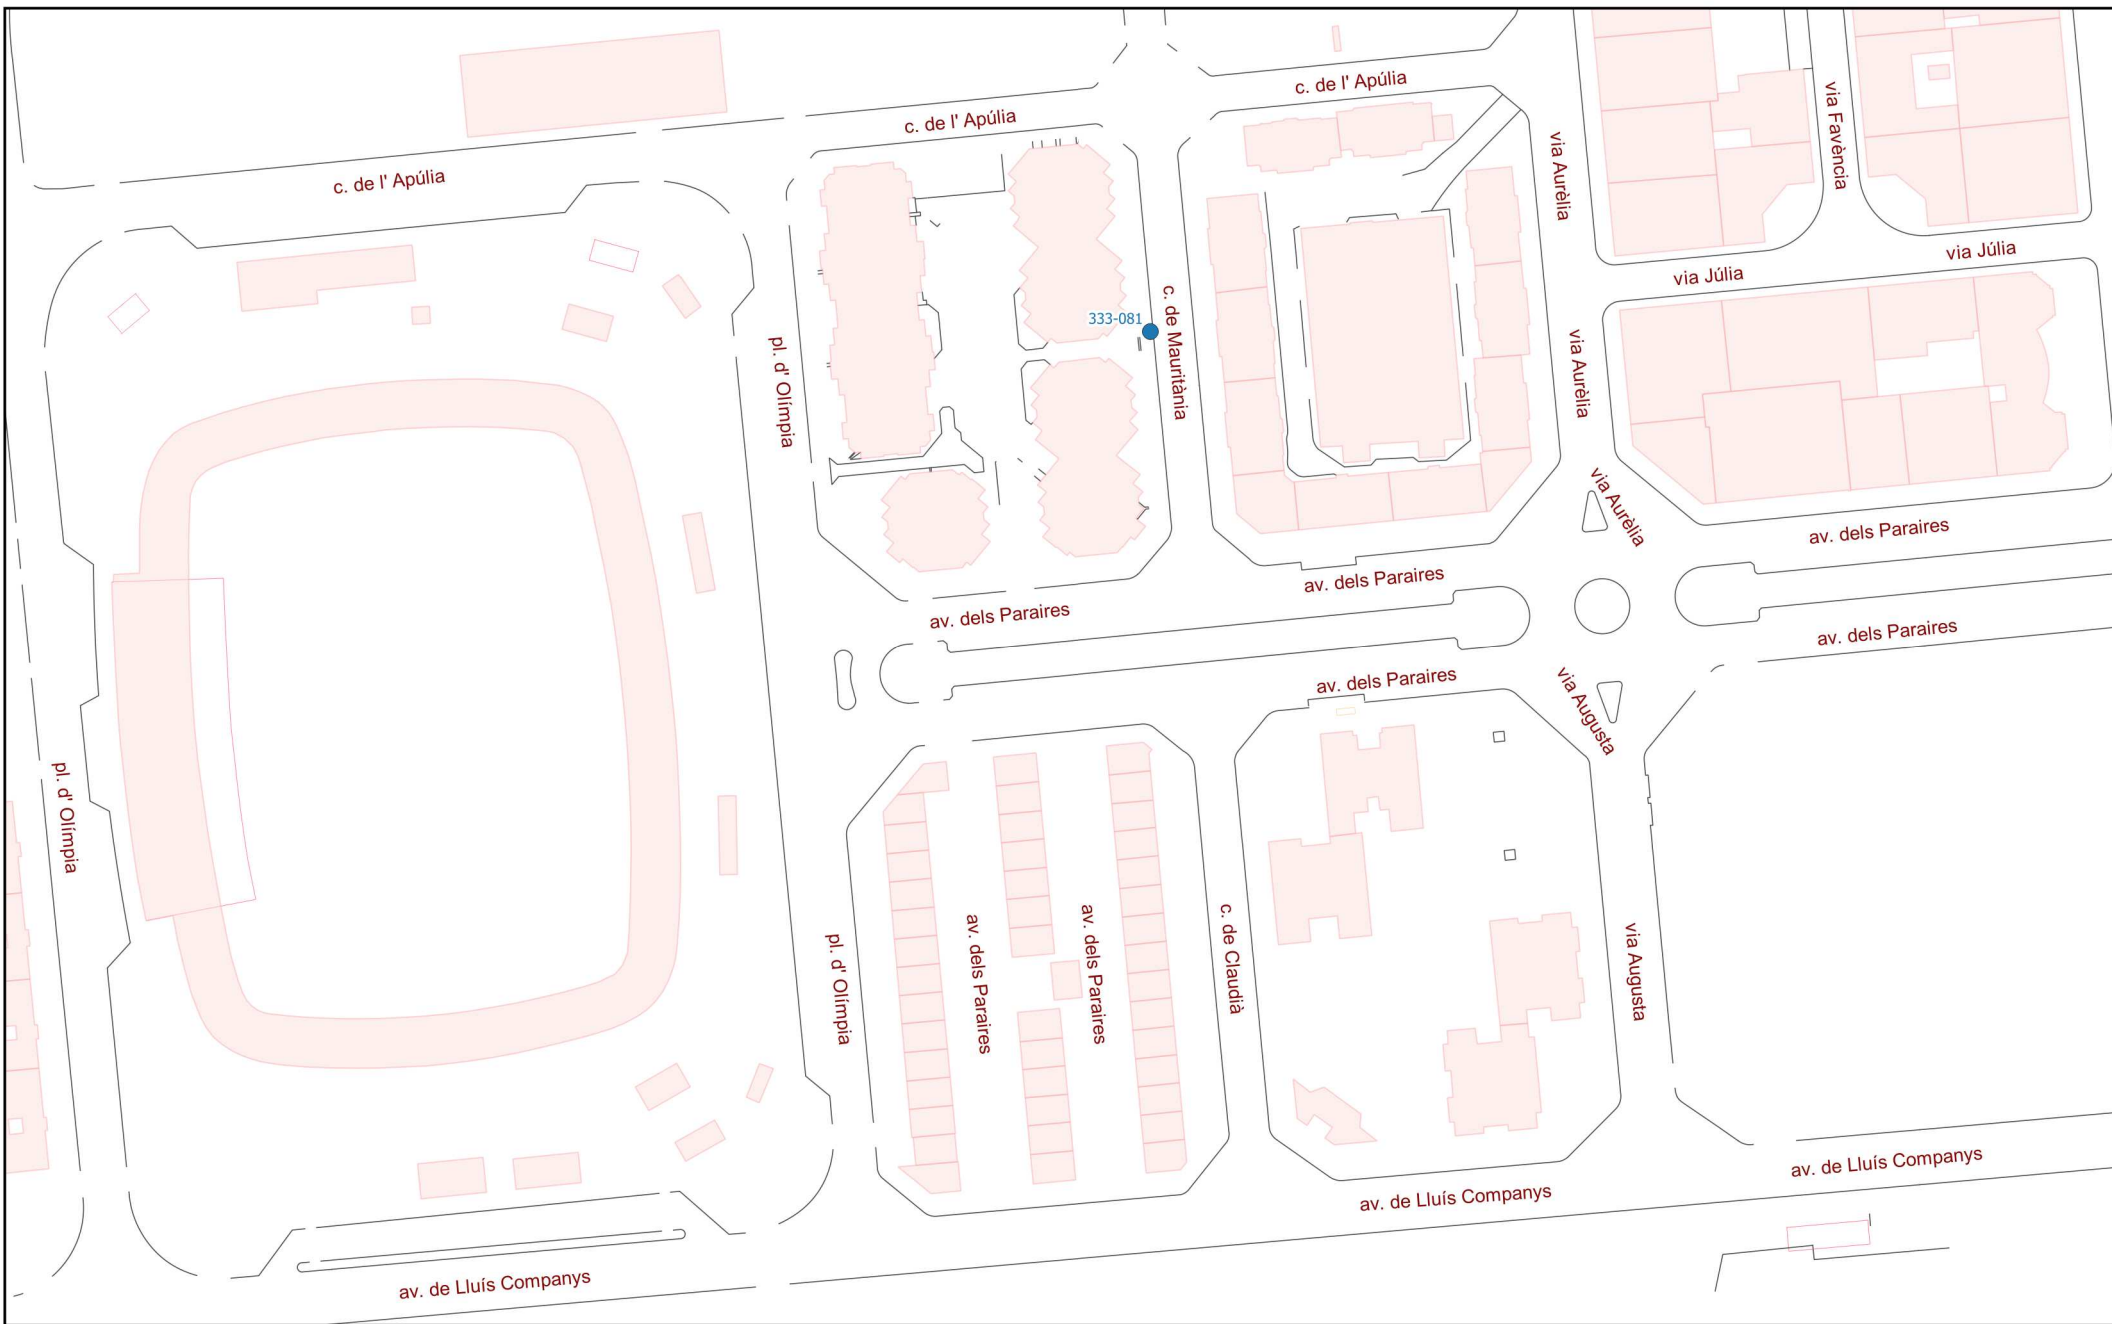 c. de l' Apúlia
c. de l' Apúlia
c. de l' Apúlia
via Favència
via Aurèlia
via Júlia
via Júlia
333-081
c. de Mauritània
pl. d' Olímpia
via Aurèlia
via Aurèlia
av. dels Paraires
av. dels Paraires
av. dels Paraires
av. dels Paraires
av. dels Paraires
via Augusta
pl. d' Olímpia
pl. d' Olímpia
av. dels Paraires
av. dels Paraires
c. de Claudià
via Augusta
av. de Lluís Companys
av. de Lluís Companys
av. de Lluís Companys